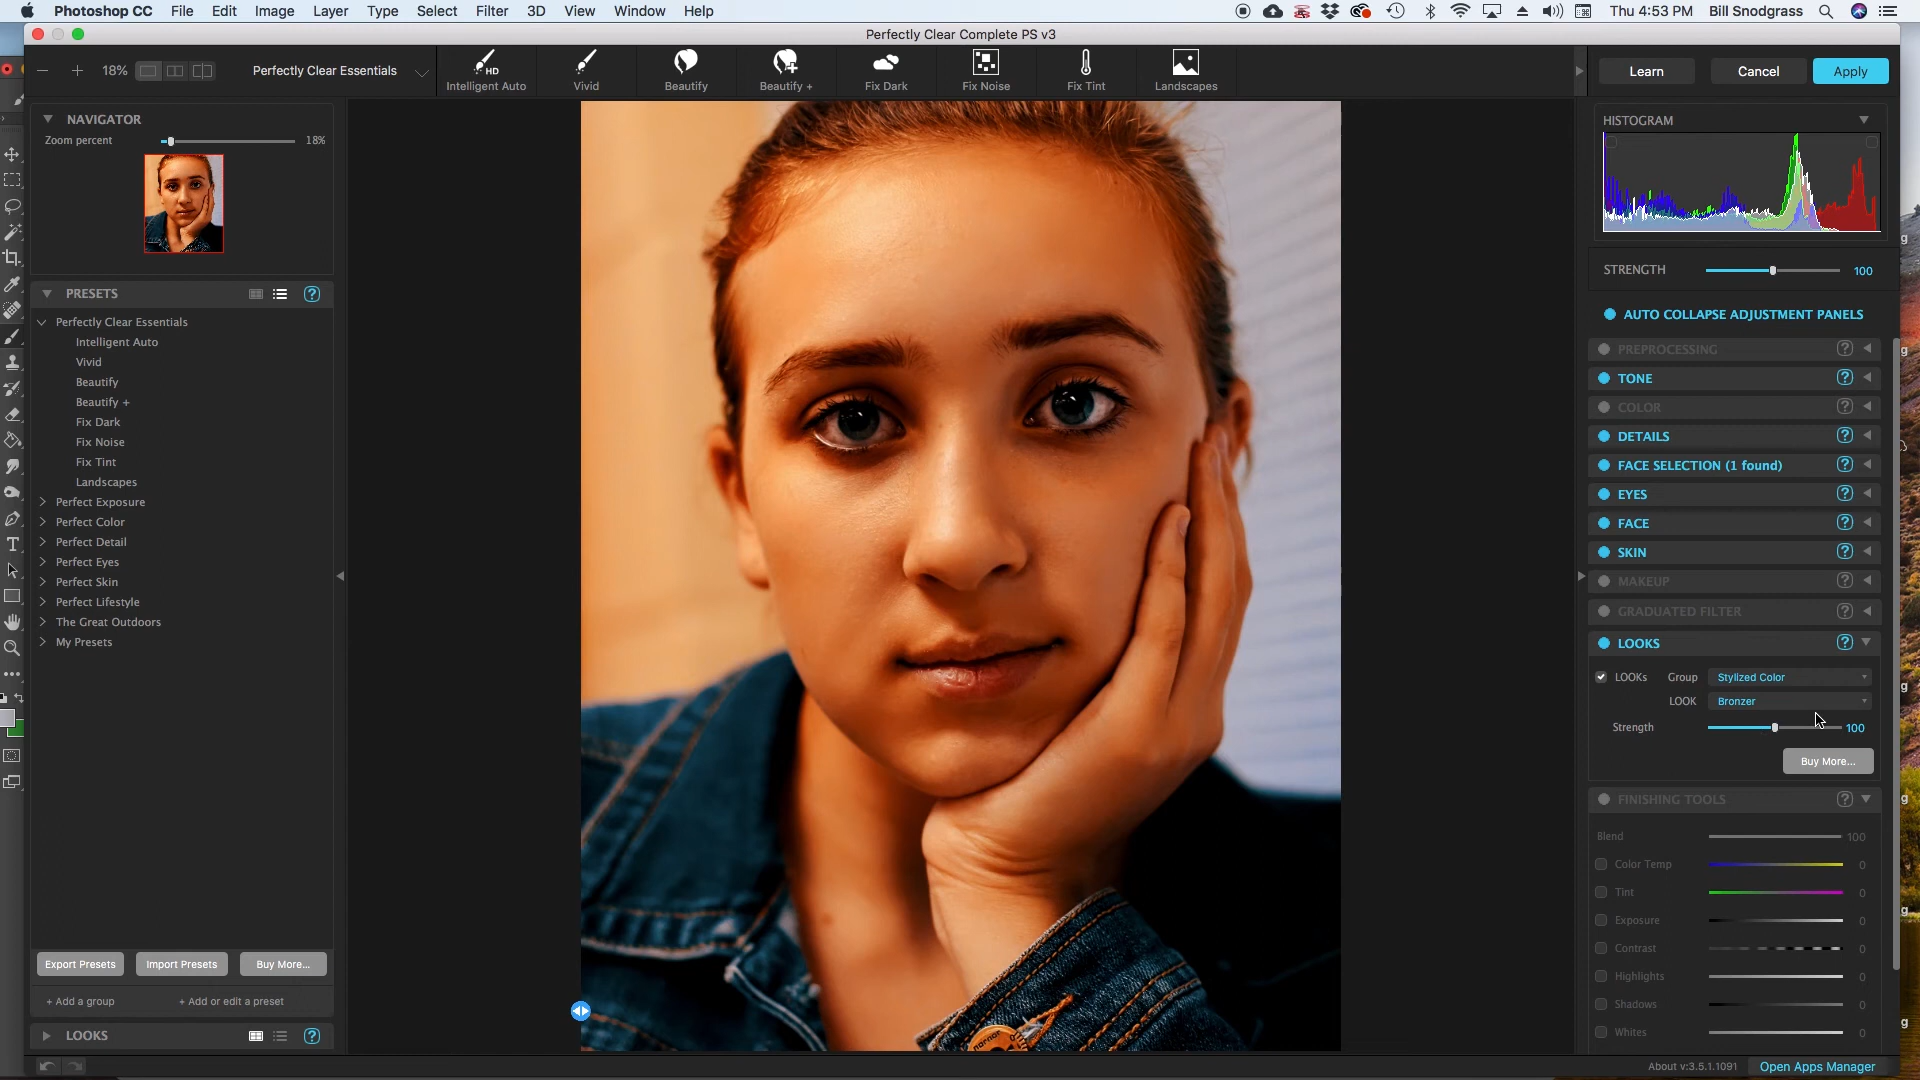 Photoshop CC File Edit Image Layer Type Select Filter 3D View Window Help Thu 4:53 PM Bill Snodgrass
Perfectly Clear Complete PS v3
18% Perfectly Clear Essentials
HD
Intelligent Auto Vivid Beautify Beautify + Fix Dark Fix Noise Fix Tint Landscapes
Learn Cancel Apply
NAVIGATOR
Zoom percent 18%
PRESETS ?
Perfectly Clear Essentials
Intelligent Auto
Vivid
Beautify
Beautify +
Fix Dark
Fix Noise
Fix Tint
Landscapes
Perfect Exposure
Perfect Color
Perfect Detail
Perfect Eyes
Perfect Skin
Perfect Lifestyle
The Great Outdoors
My Presets
Export Presets Import Presets Buy More...
+ Add a group + Add or edit a preset
LOOKS ?
HISTOGRAM
STRENGTH 100
AUTO COLLAPSE ADJUSTMENT PANELS
PREPROCESSING ?
TONE ?
COLOR ?
DETAILS ?
FACE SELECTION (1 found) ?
EYES ?
FACE ?
SKIN ?
MAKEUP ?
GRADUATED FILTER ?
LOOKS ?
LOOKs Group Stylized Color
LOOK Bronzer
Strength 100
Buy More...
FINISHING TOOLS ?
Blend 100
Color Temp 0
Tint 0
Exposure 0
Contrast 0
Highlights 0
Shadows 0
Whites 0
About v:3.5.1.1091 Open Apps Manager